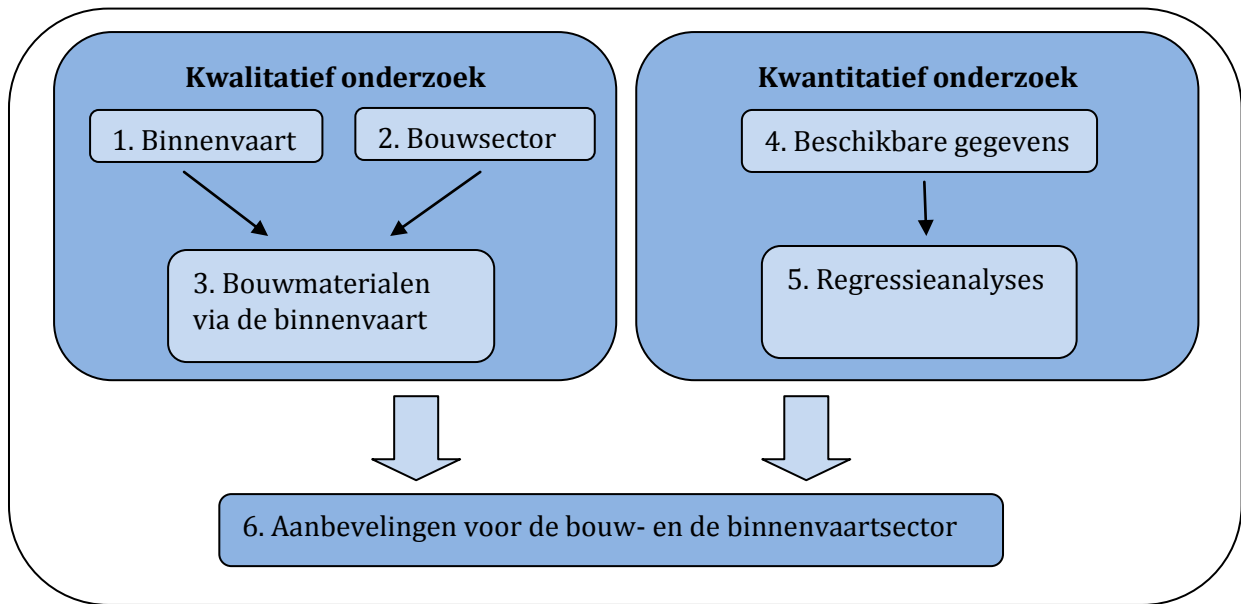 Kwalitatief onderzoek
1. Binnenvaart
2. Bouwsector
3. Bouwmaterialen
via de binnenvaart
Kwantitatief onderzoek
4. Beschikbare gegevens
5. Regressieanalyses
6. Aanbevelingen voor de bouw- en de binnenvaartsector